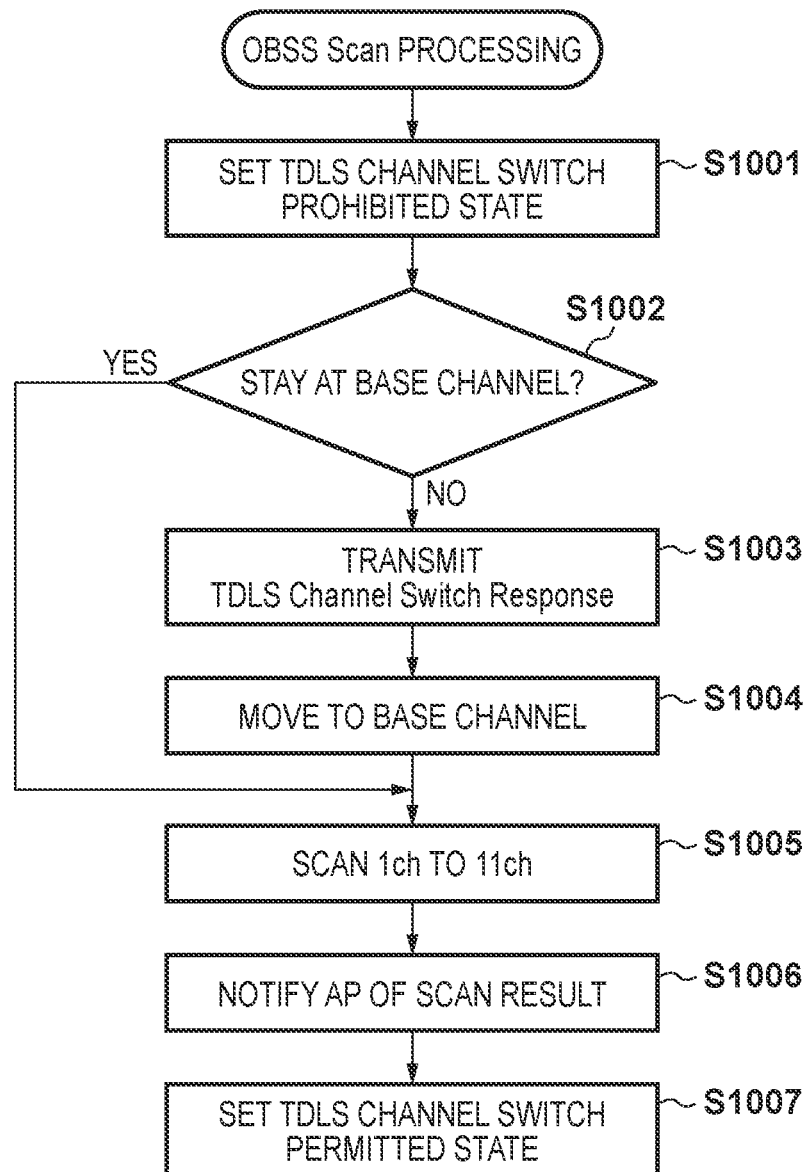 OBSS Scan PROCESSING
SET TDLS CHANNEL SWITCH
PROHIBITED STATE
S1001
S1002
YES
STAY AT BASE CHANNEL?
NO
TRANSMIT
TDLS Channel Switch Response
S1003
MOVE TO BASE CHANNEL
S1004
SCAN 1ch TO 11ch
S1005
NOTIFY AP OF SCAN RESULT
S1006
SET TDLS CHANNEL SWITCH
PERMITTED STATE
S1007